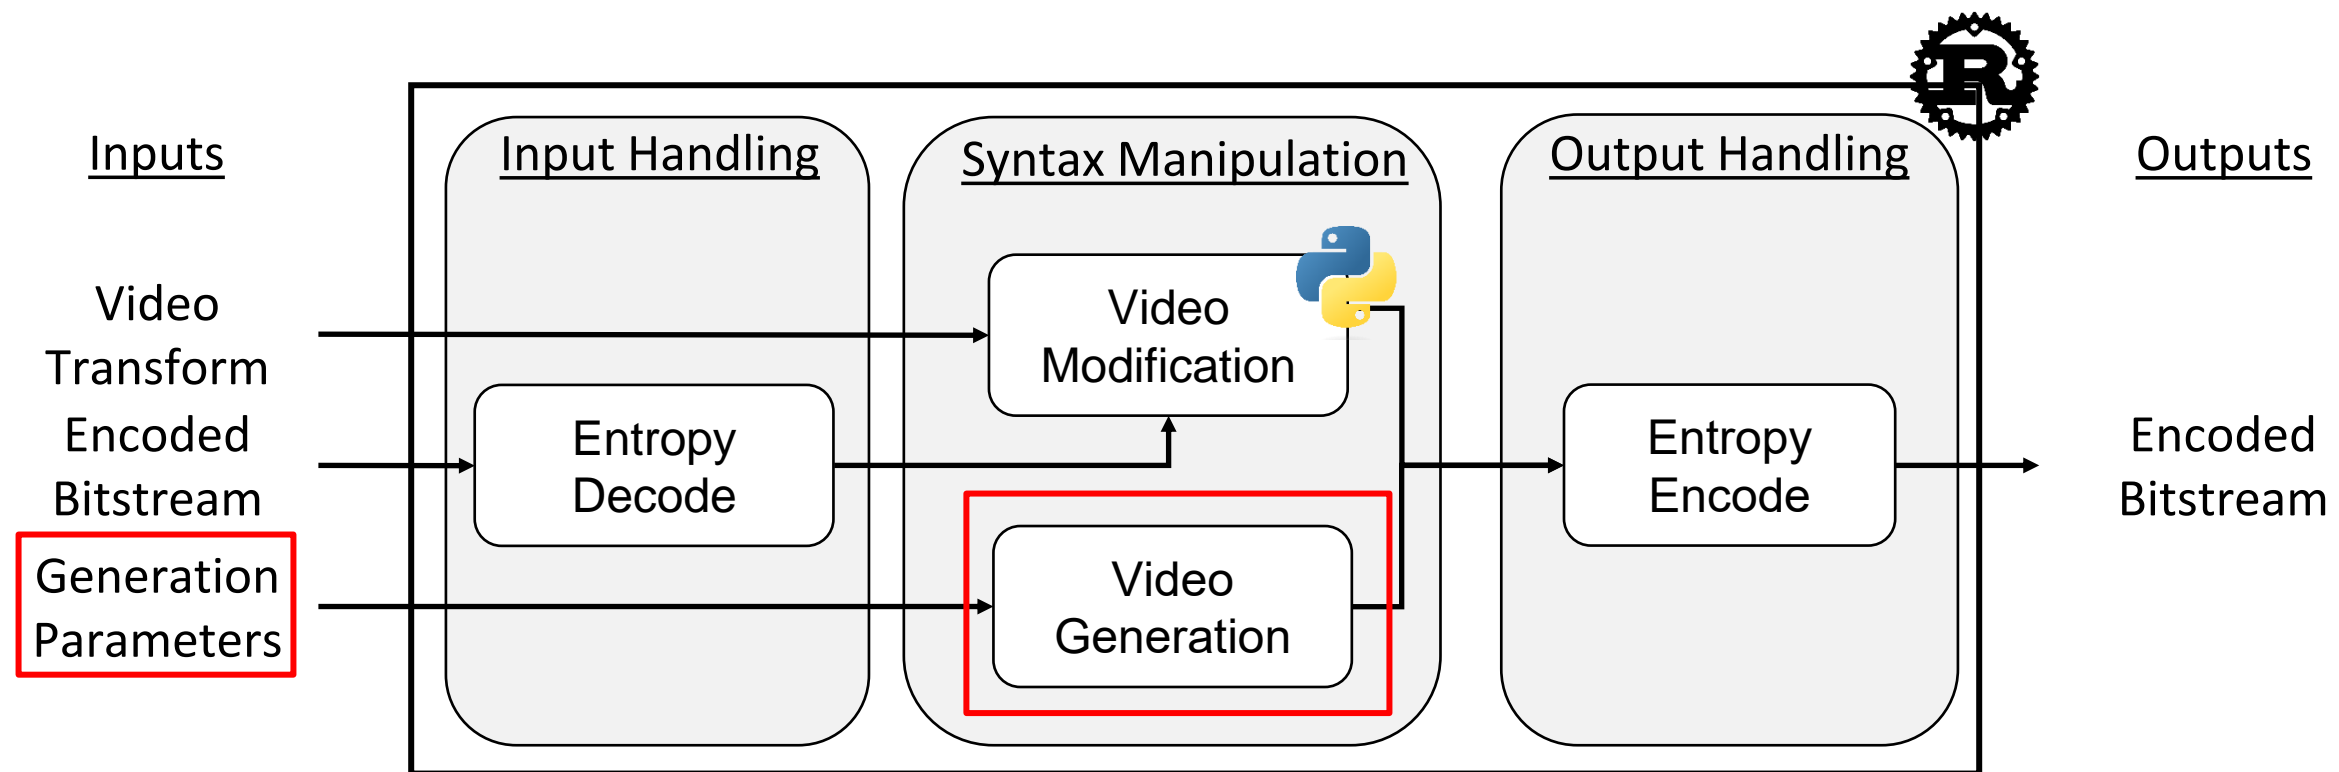 Inputs
Input Handling
Syntax Manipulation
Output Handling
Outputs
Video
Transform
Encoded
Bitstream
Generation
Parameters
Entropy
Decode
Video
Modification
Video
Generation
Entropy
Encode
Encoded
Bitstream
R